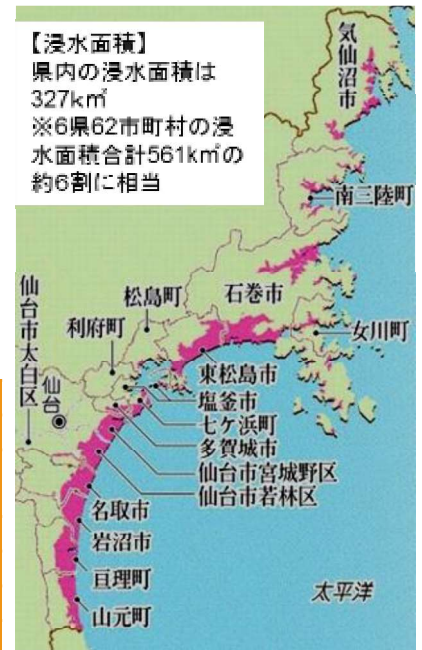 【浸水面積】
県内の浸水面積は
327k㎡
※6県62市町村の浸
水面積合計561k㎡の
約6割に相当
気仙沼市
南三陸町
石巻市
松島町
女川町
利府町
仙台市太白区
仙台
東松島市
塩釜市
七ケ浜町
多賀城市
仙台市宮城野区
仙台市若林区
名取市
岩沼市
亘理町
山元町
太平洋